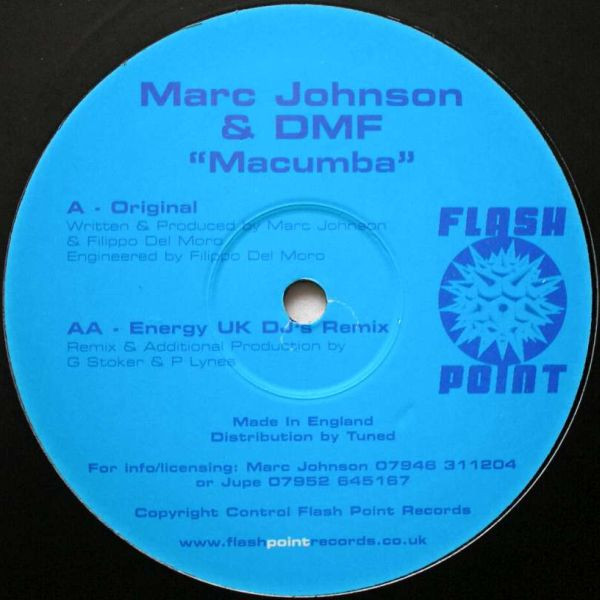 Marc Johnson
& DMF
“Macumba”
A - Original
Written & Produced by Marc Johnson
& Filippo Del Moro
Engineered by Filippo Del Moro
FLASH
POINT
AA - Energy UK DJ's Remix
Remix & Additional Production by
G Stoker & P Lynes
Made In England
Distribution by Tuned
For info/licensing: Marc Johnson 07946 311204
or Jupe 07952 645167
Copyright Control Flash Point Records
www.flashpointrecords.co.uk